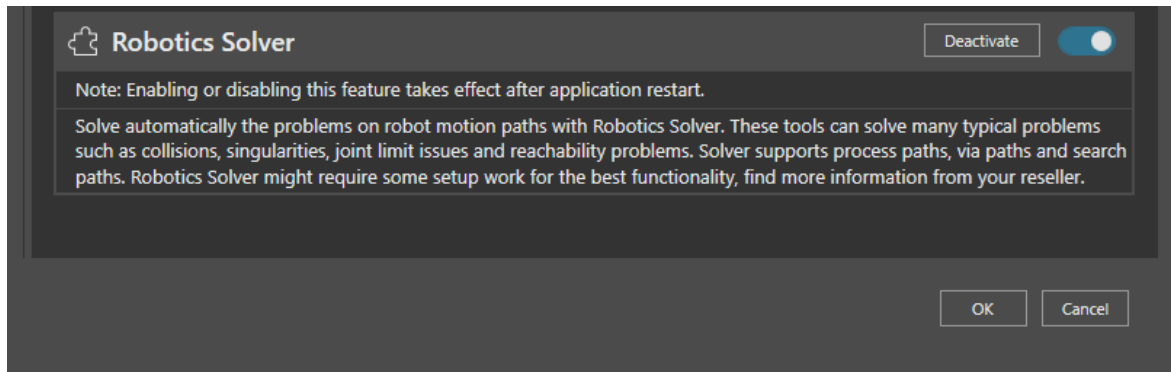 Robotics Solver
Deactivate
Note: Enabling or disabling this feature takes effect after application restart.
Solve automatically the problems on robot motion paths with Robotics Solver. These tools can solve many typical problems
such as collisions, singularities, joint limit issues and reachability problems. Solver supports process paths, via paths and search
paths. Robotics Solver might require some setup work for the best functionality, find more information from your reseller.
OK
Cancel